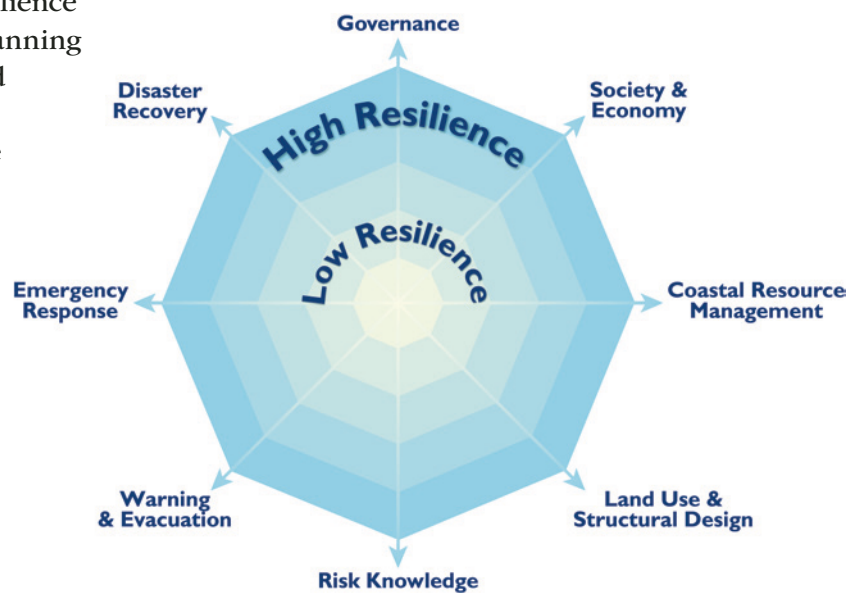 Governance
Disaster
Recovery
Society &
Economy
High Resilience
Low Resilience
Emergency
Response
Coastal Resource
Management
Warning
& Evacuation
Land Use &
Structural Design
Risk Knowledge